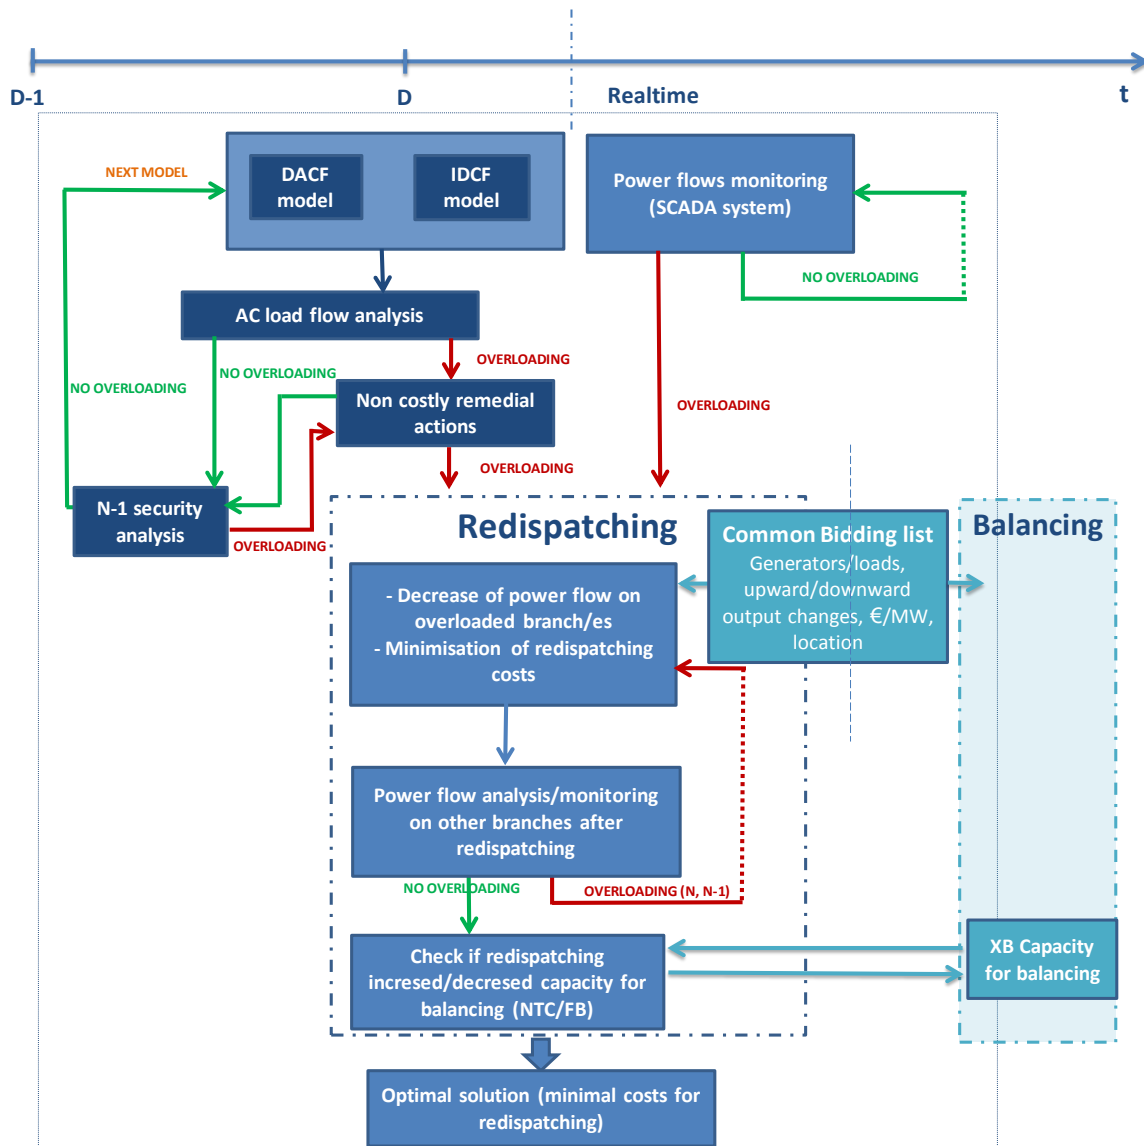 D-1
D
Realtime
t
NEXT MODEL
DACF
model
IDCF
model
Power flows monitoring
(SCADA system)
NO OVERLOADING
AC load flow analysis
OVERLOADING
NO OVERLOADING
NO OVERLOADING
Non costly remedial
actions
OVERLOADING
OVERLOADING
N-1 security
analysis
OVERLOADING
Redispatching
Common Bidding list
Generators/loads,
upward/downward
output changes, €/MW,
location
Balancing
- Decrease of power flow on
overloaded branch/es
- Minimisation of redispatching
costs
Power flow analysis/monitoring
on other branches after
redispatching
NO OVERLOADING
OVERLOADING (N, N-1)
Check if redispatching
incresed/decresed capacity for
balancing (NTC/FB)
XB Capacity
for balancing
Optimal solution (minimal costs for
redispatching)